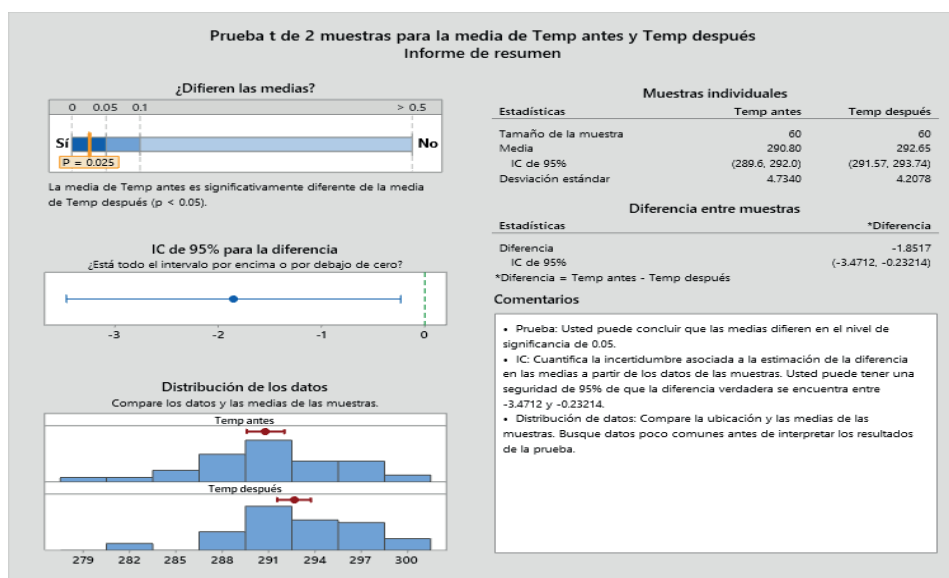 Prueba t de 2 muestras para la media de Temp antes y Temp después
Informe de resumen
¿Difieren las medias?
0 0.05 0.1 > 0.5
Sí No
P = 0.025
La media de Temp antes es significativamente diferente de la media
de Temp después (p < 0.05).
IC de 95% para la diferencia
¿Está todo el intervalo por encima o por debajo de cero?
-3 -2 -1 0
Distribución de los datos
Compare los datos y las medias de las muestras.
Temp antes
Temp después
279 282 285 288 291 294 297 300
Muestras individuales
Estadísticas Temp antes Temp después
Tamaño de la muestra 60 60
Media 290.80 292.65
IC de 95% (289.6, 292.0) (291.57, 293.74)
Desviación estándar 4.7340 4.2078
Diferencia entre muestras
Estadísticas *Diferencia
Diferencia -1.8517
IC de 95% (-3.4712, -0.23214)
*Diferencia = Temp antes - Temp después
Comentarios
• Prueba: Usted puede concluir que las medias difieren en el nivel de
significancia de 0.05.
• IC: Cuantifica la incertidumbre asociada a la estimación de la diferencia
en las medias a partir de los datos de las muestras. Usted puede tener una
seguridad de 95% de que la diferencia verdadera se encuentra entre
-3.4712 y -0.23214.
• Distribución de datos: Compare la ubicación y las medias de las
muestras. Busque datos poco comunes antes de interpretar los resultados
de la prueba.